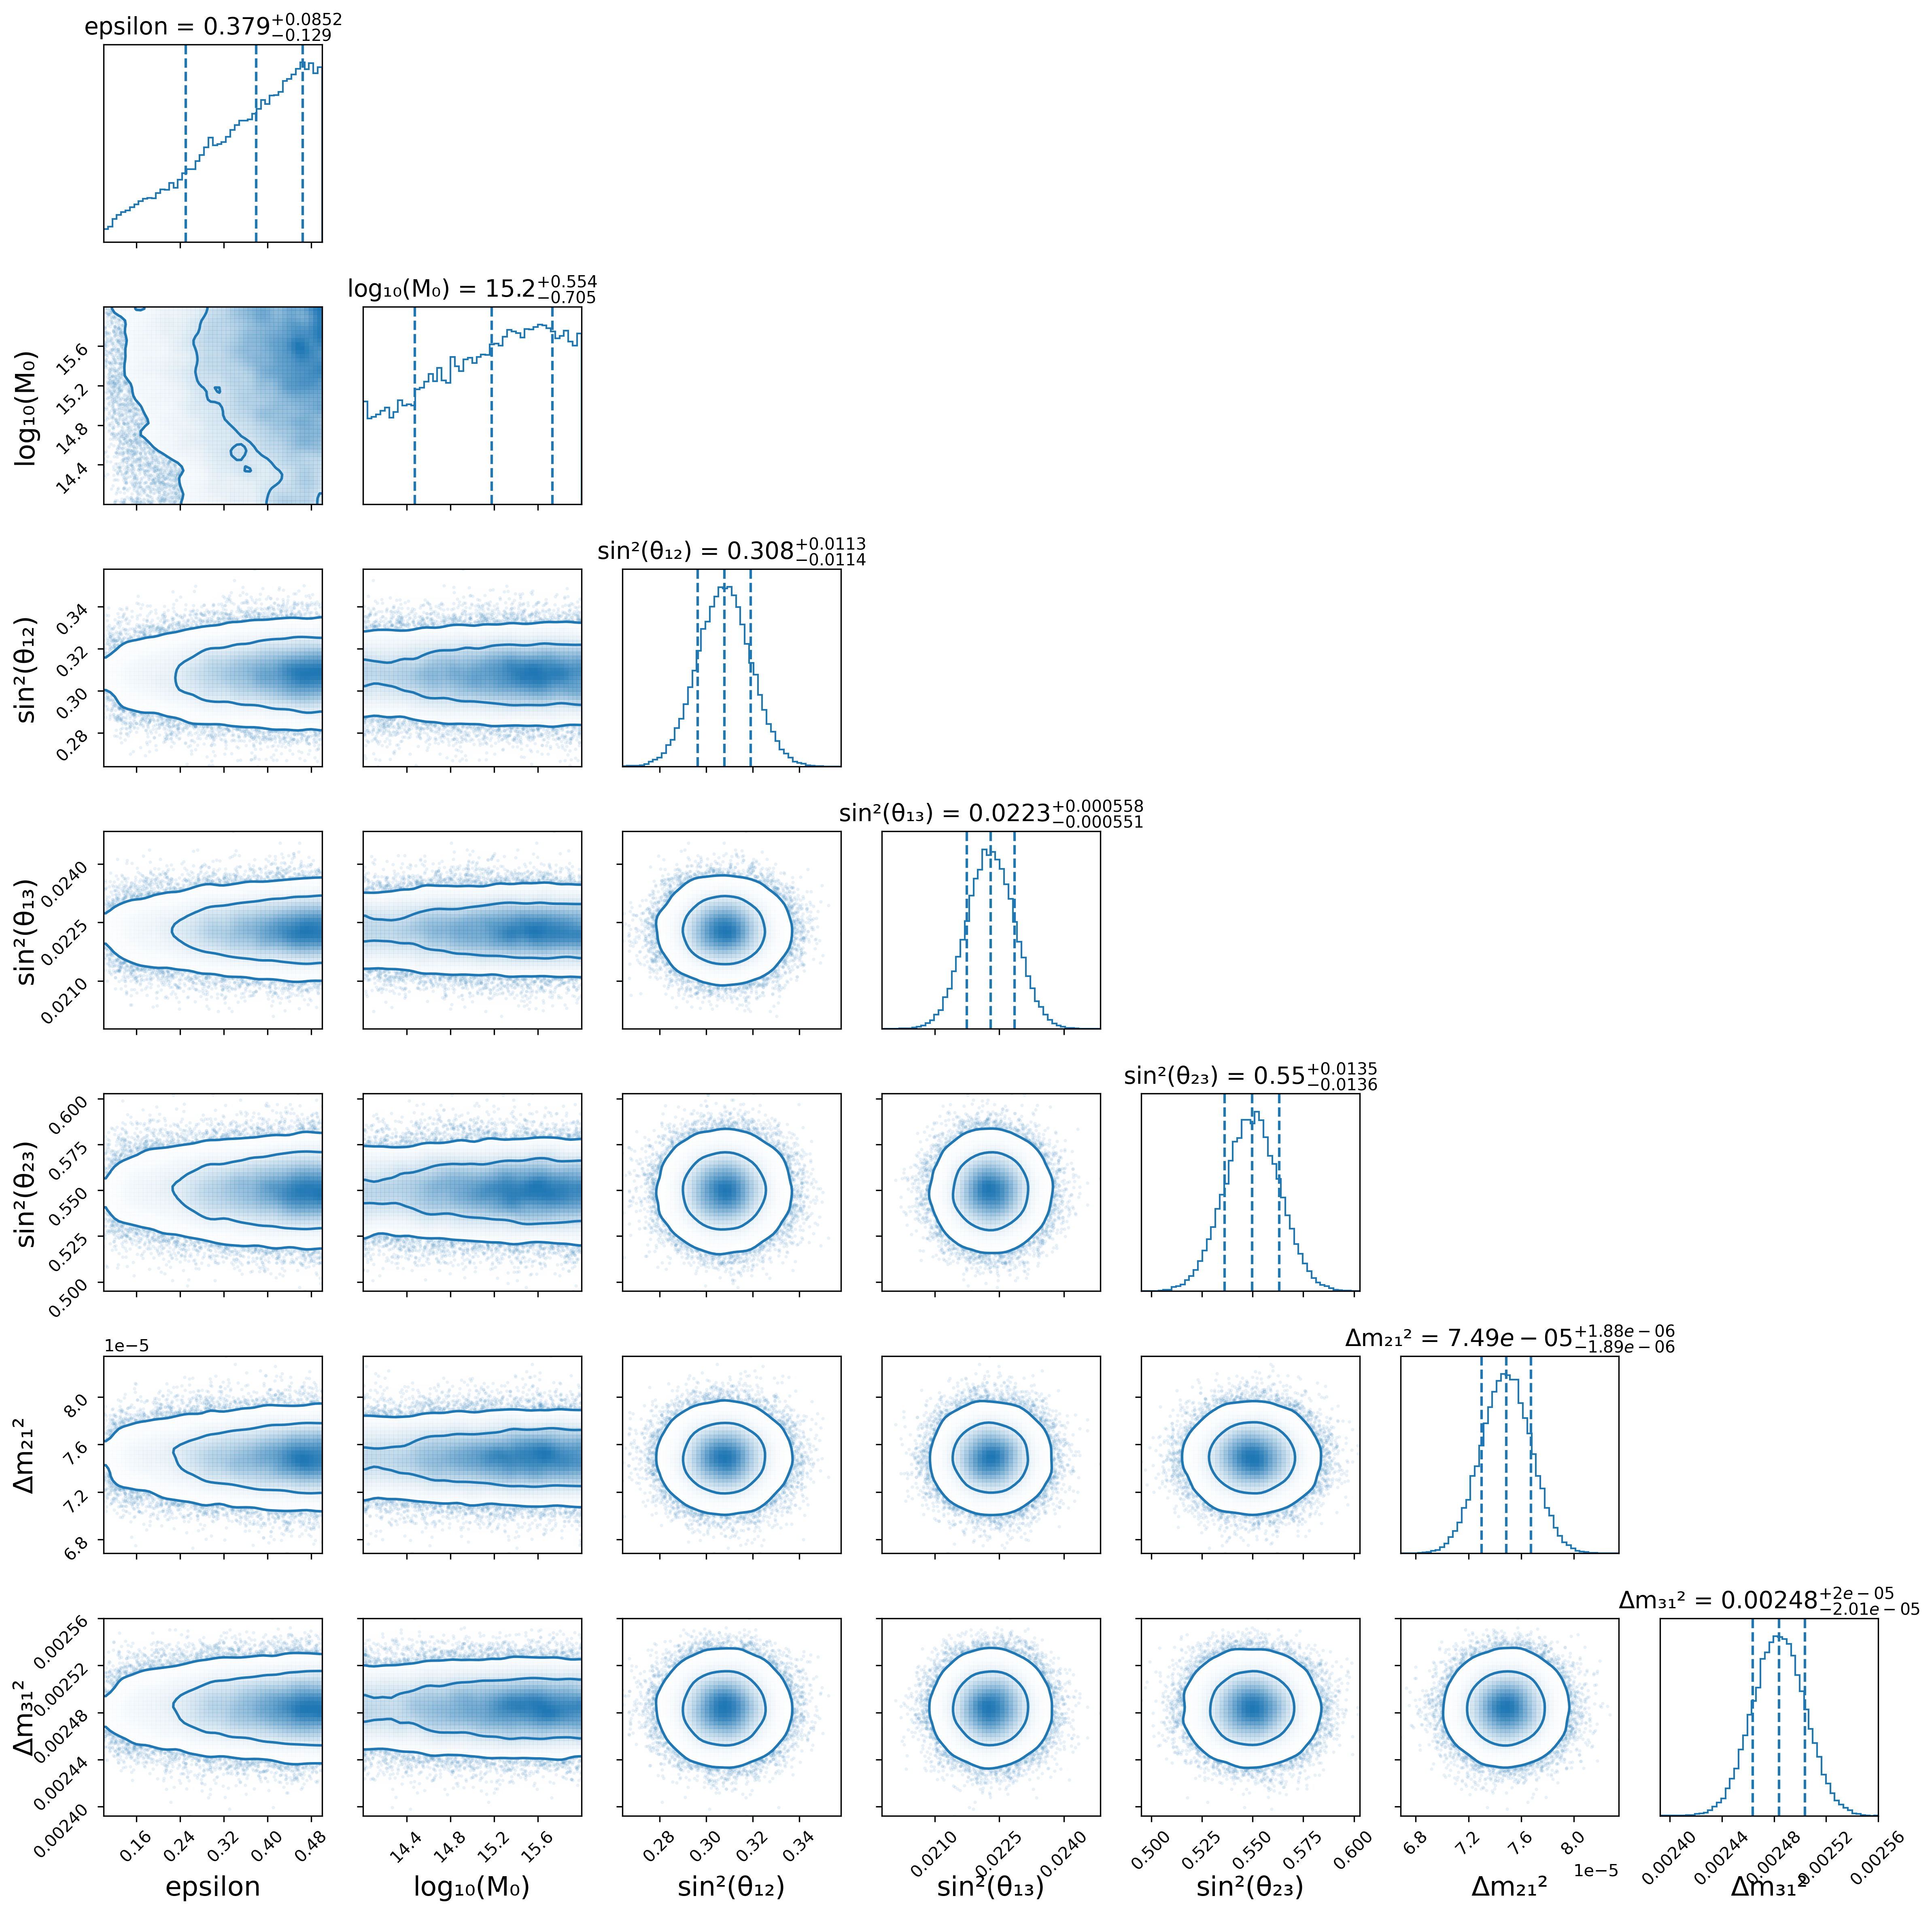 epsilon = 0.379+0.0852 −0.129
log₁₀(M₀) = 15.2+0.554 −0.705
log₁₀(M₀)
15.6
15.2
14.8
14.4
sin²(θ₁₂) = 0.308+0.0113 −0.0114
sin²(θ₁₂)
0.34
0.32
0.30
0.28
sin²(θ₁₃) = 0.0223+0.000558 −0.000551
sin²(θ₁₃)
0.0240
0.0225
0.0210
sin²(θ₂₃) = 0.55+0.0135 −0.0136
sin²(θ₂₃)
0.600
0.575
0.550
0.525
0.500
Δm₂₁² = 7.49e − 05+1.88e − 06 −1.89e − 06
1e−5
Δm₂₁²
8.0
7.6
7.2
6.8
Δm₃₁² = 0.00248+2e − 05 −2.01e − 05
Δm₃₁²
0.00256
0.00252
0.00248
0.00244
0.00240
0.16 0.24 0.32 0.40 0.48
14.4 14.8 15.2 15.6
0.28 0.30 0.32 0.34
0.0210 0.0225 0.0240
0.500 0.525 0.550 0.575 0.600
6.8 7.2 7.6 8.0
1e−5
0.00240 0.00244 0.00248 0.00252 0.00256
epsilon
log₁₀(M₀)
sin²(θ₁₂)
sin²(θ₁₃)
sin²(θ₂₃)
Δm₂₁²
Δm₃₁²